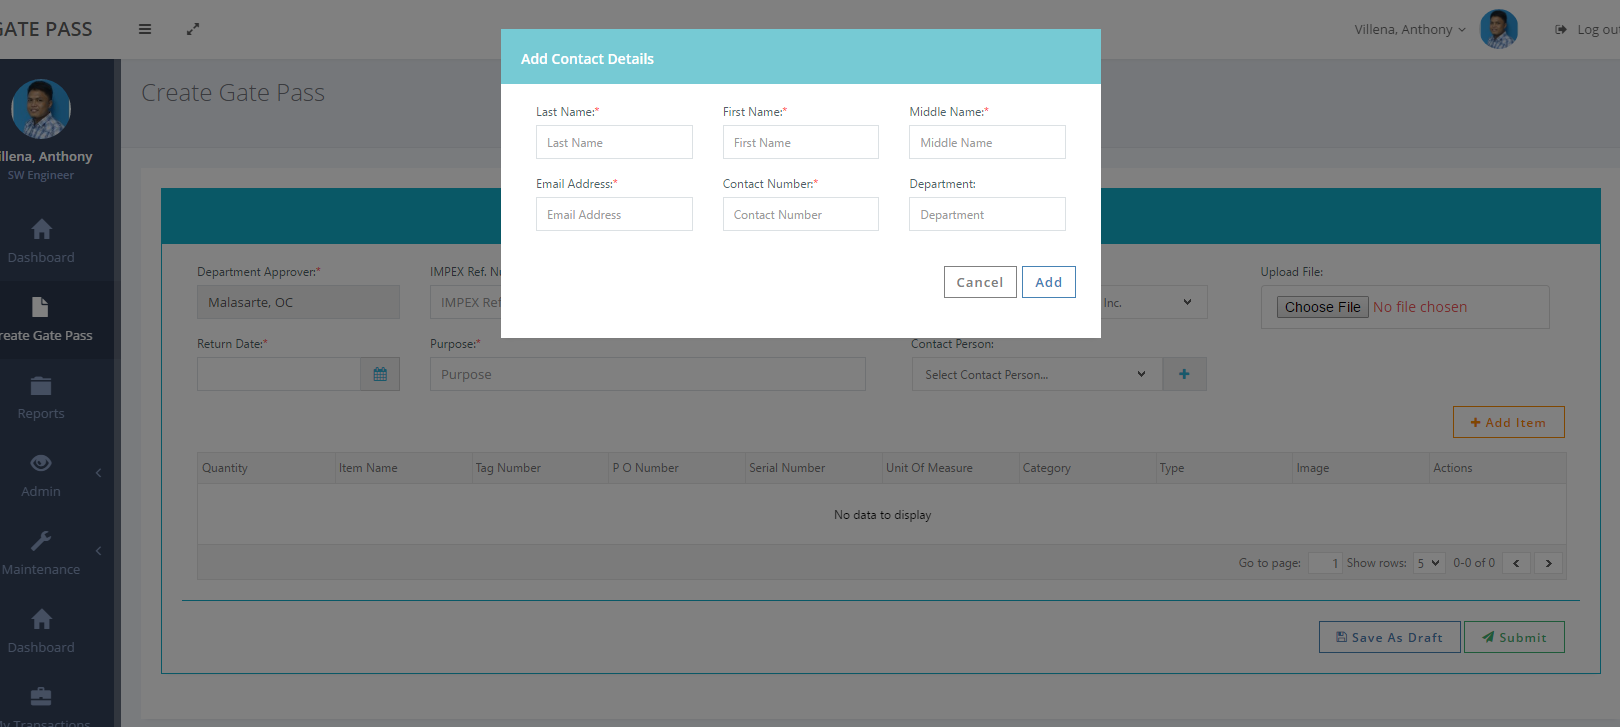 GATE PASS
Villena, Anthony
Log ou
Add Contact Details
Last Name:* First Name:* Middle Name:*
Last Name First Name Middle Name
Email Address:* Contact Number:* Department:
Email Address Contact Number Department
Cancel Add
illena, Anthony
SW Engineer
Dashboard
reate Gate Pass
Reports
Admin
Maintenance
Dashboard
My Transactions
Create Gate Pass
Department Approver:* IMPEX Ref. N Upload File:
Malasarte, OC IMPEX Ref Inc. Choose File No file chosen
Return Date:* Purpose:* Contact Person:
Purpose Select Contact Person...
Add Item
Quantity Item Name Tag Number P O Number Serial Number Unit Of Measure Category Type Image Actions
No data to display
Go to page: 1 Show rows: 5 0-0 of 0
Save As Draft Submit